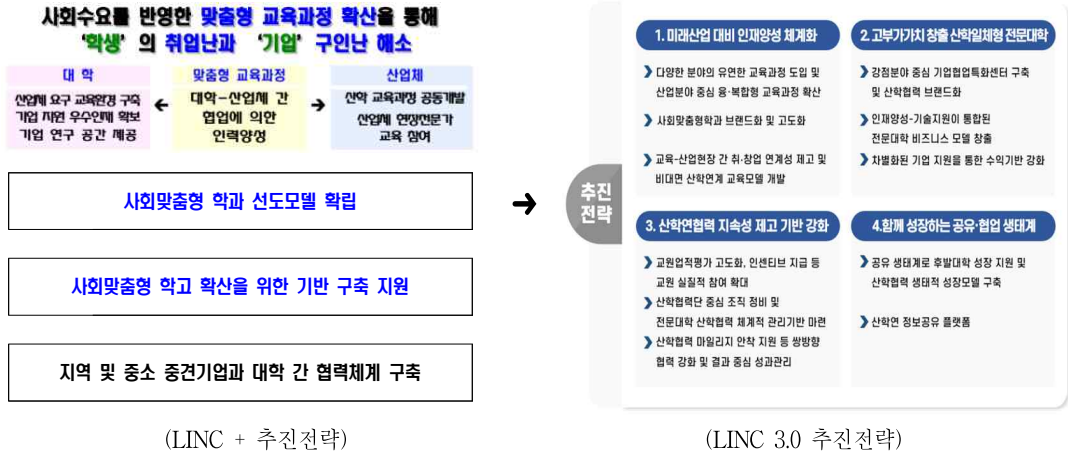 사회수요를 반영한 맞춤형 교육과정 확산을 통해
'학생' 의 취업난과 '기업' 구인난 해소
대 학
산업체 요구 교육환경 구축
기업 지원 우수인재 확보
기업 연구 공간 제공
맞춤형 교육과정
대학-산업체 간
협업에 의한
인력양성
산업체
산학 교육과정 공동개발
산업체 현장전문가
교육 참여
사회맞춤형 학과 선도모델 확립
사회맞춤형 학고 확산을 위한 기반 구축 지원
지역 및 중소 중견기업과 대학 간 협력체계 구축
(LINC + 추진전략)
추진
전략
1. 미래산업 대비 인재양성 체계화
다양한 분야의 유연한 교육과정 도입 및
산업분야 중심 융·복합형 교육과정 확산
사회맞춤형학과 브랜드화 및 고도화
교육-산업현장 간 취·창업 연계성 제고 및
비대면 산학연계 교육모델 개발
2. 고부가가치 창출 산학일체형 전문대학
강점분야 중심 기업협업특화센터 구축
및 산학협력 브랜드화
인재양성-기술지원이 통합된
전문대학 비즈니스 모델 창출
차별화된 기업 지원을 통한 수익기반 강화
3. 산학연협력 지속성 제고 기반 강화
교원업적평가 고도화, 인센티브 지급 등
교원 실질적 참여 확대
산학협력단 중심 조직 정비 및
전문대학 산학협력 체계적 관리기반 마련
산학협력 마일리지 안착 지원 등 쌍방향
협력 강화 및 결과 중심 성과관리
4.함께 성장하는 공유·협업 생태계
공유 생태계로 후발대학 성장 지원 및
산학협력 생태적 성장모델 구축
산학연 정보공유 플랫폼
(LINC 3.0 추진전략)